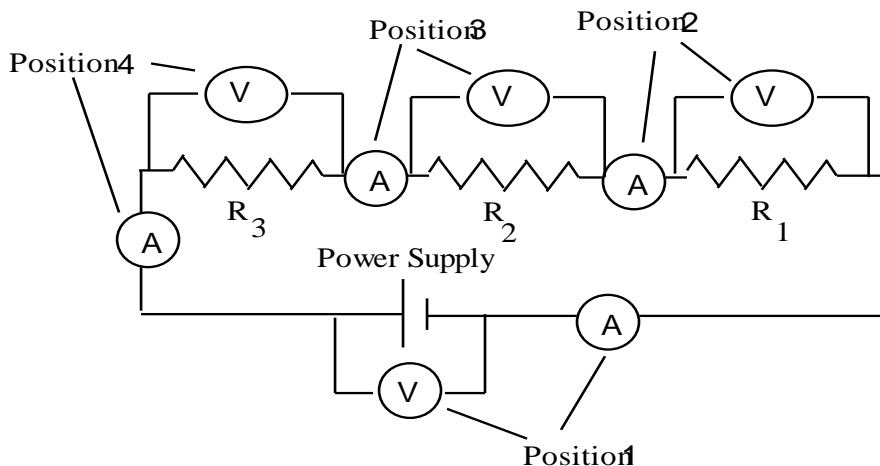 Position3
Position2
Position4
V
V
V
A
A
R3
R2
R1
A
Power Supply
A
V
Position1